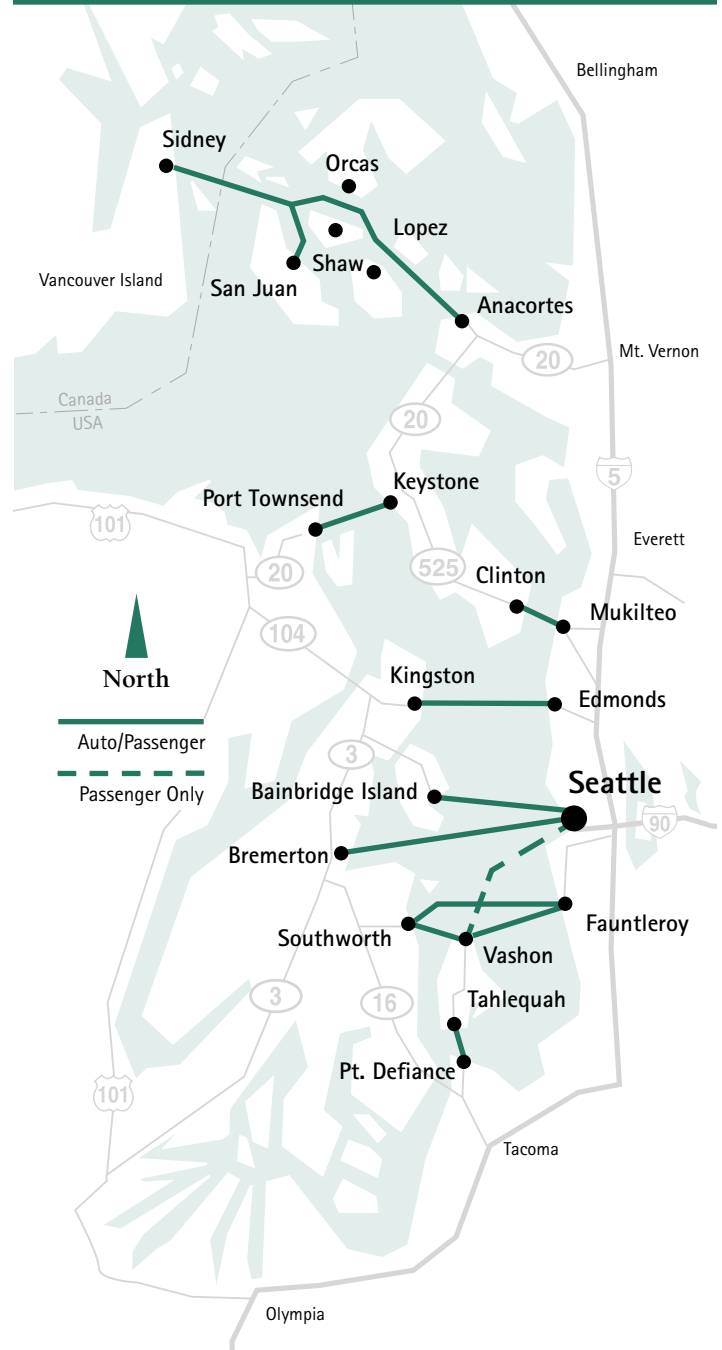 Bellingham
Sidney
Orcas
Lopez
Shaw
Vancouver Island
San Juan
Anacortes
20
Mt. Vernon
Canada
USA
20
5
Keystone
Port Townsend
101
Everett
525
20
Clinton
Mukilteo
104
North
Kingston
Edmonds
Auto/Passenger
3
Passenger Only
Bainbridge Island
Seattle
90
Bremerton
Fauntleroy
Southworth
Vashon
3
16
Tahlequah
Pt. Defiance
101
Tacoma
Olympia